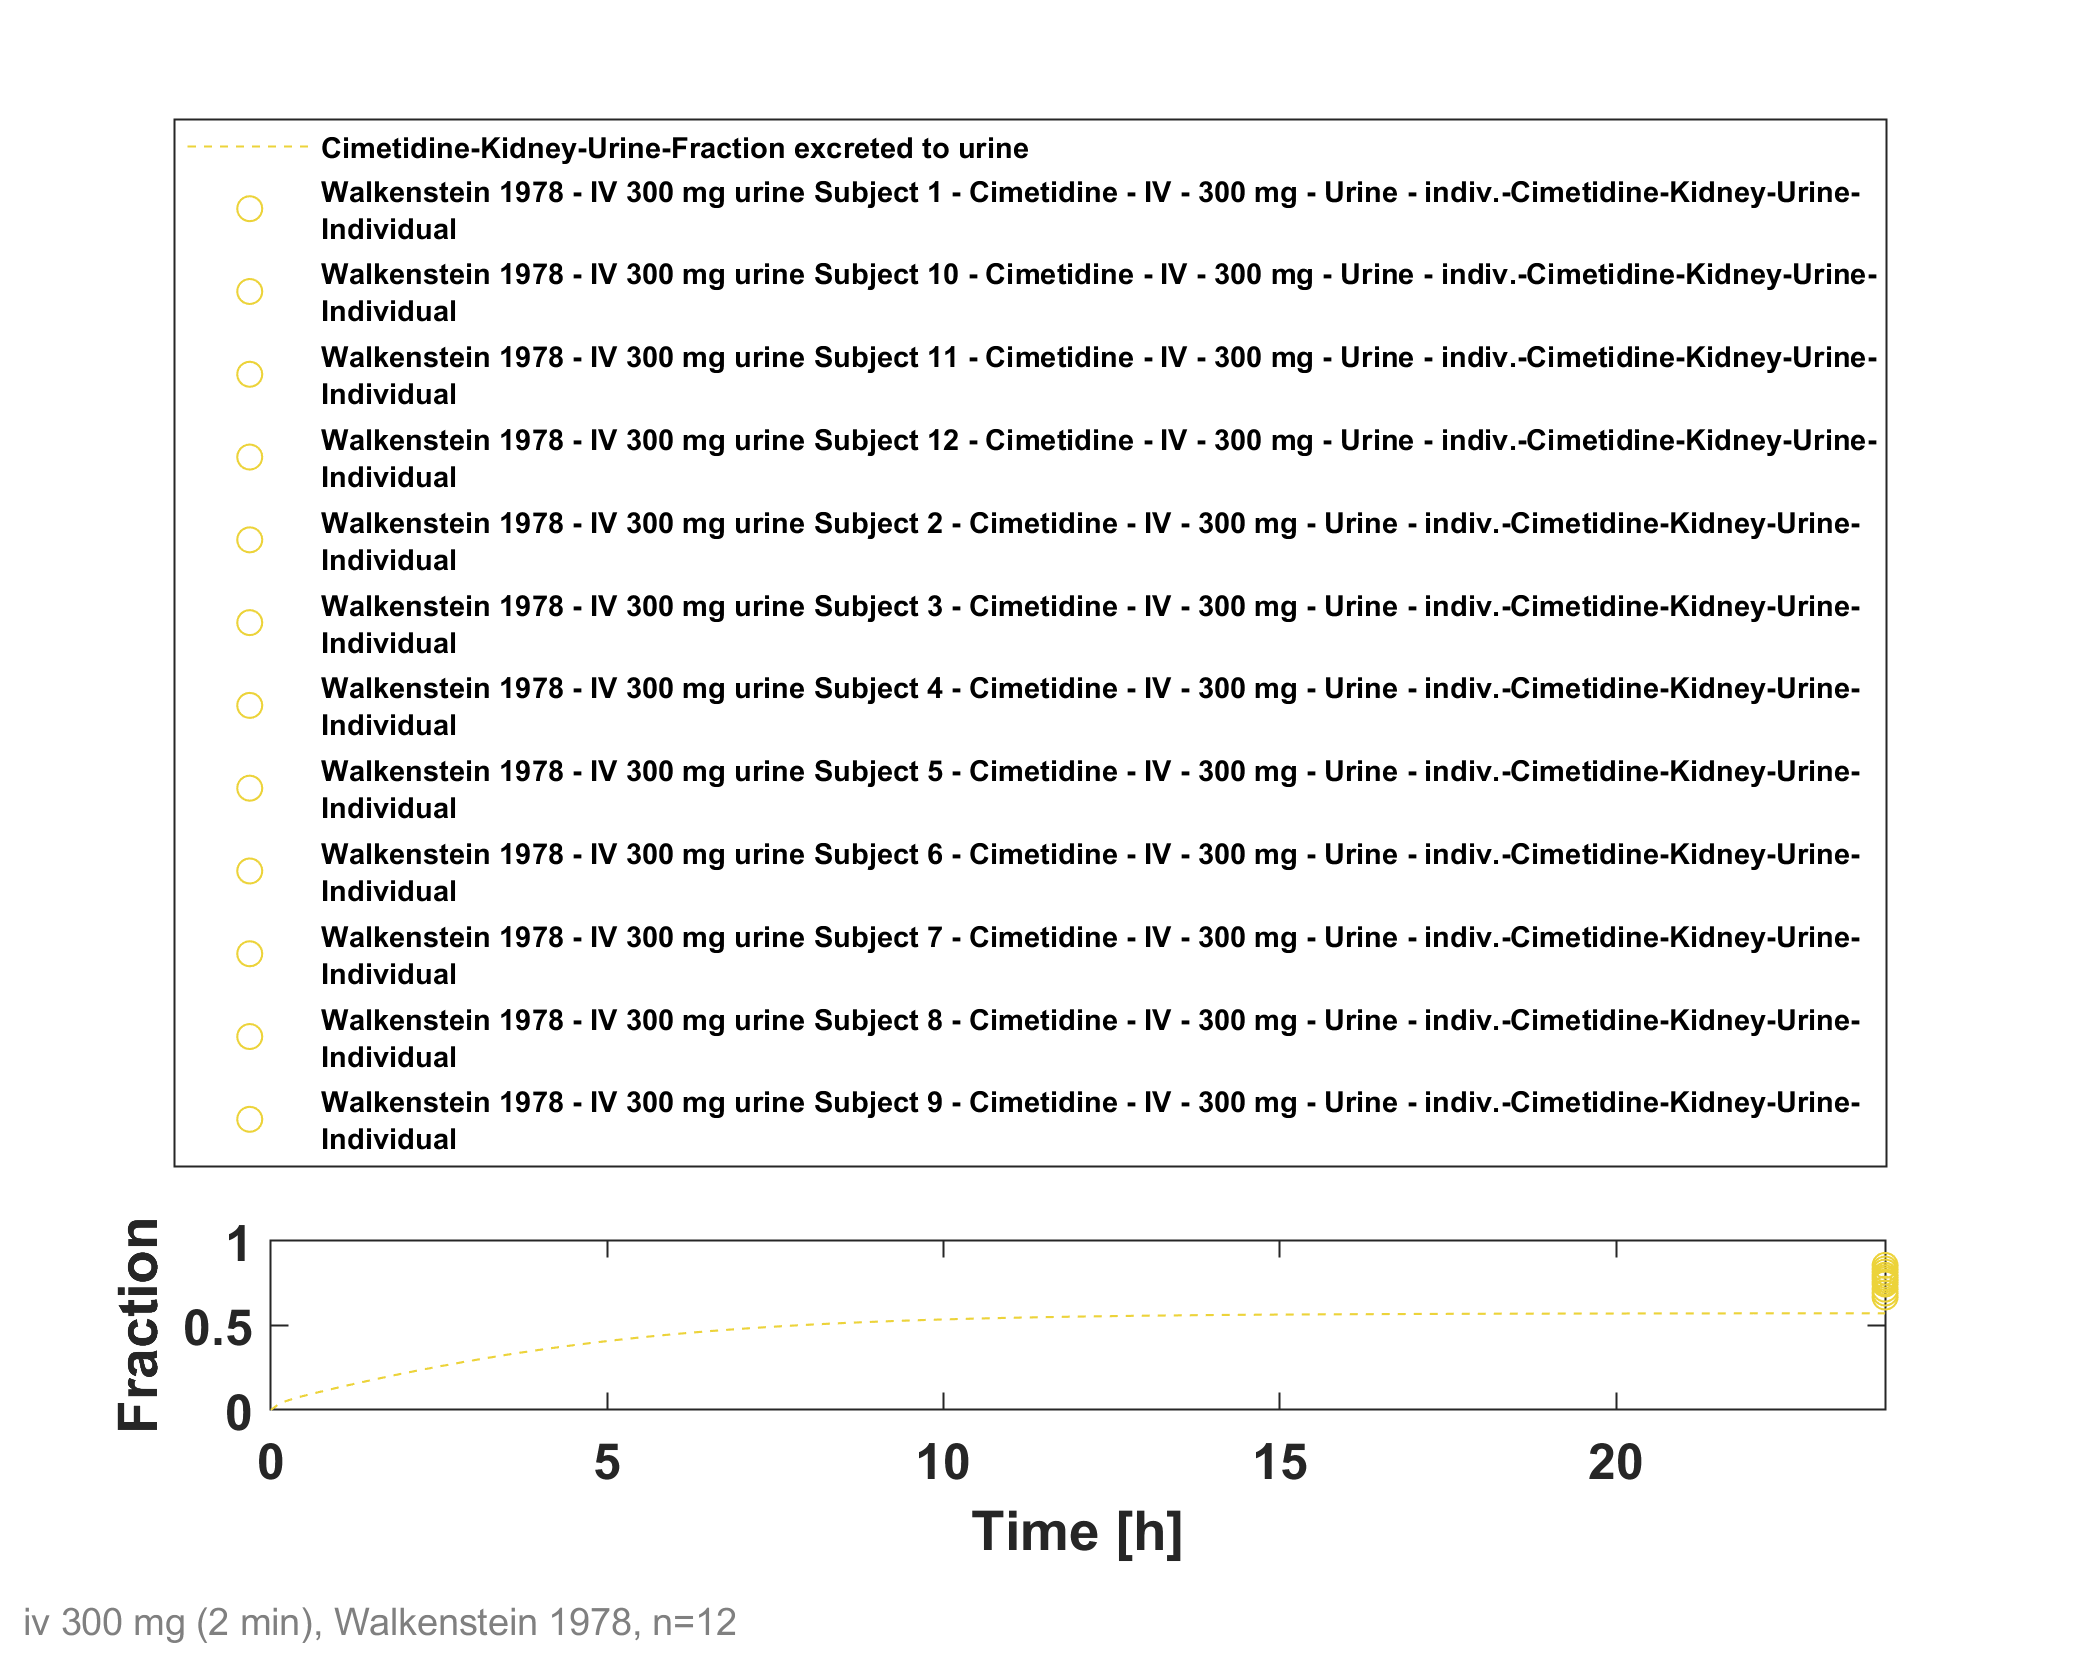 Cimetidine-Kidney-Urine-Fraction excreted to urine
Walkenstein 1978 - IV 300 mg urine Subject 1 - Cimetidine - IV - 300 mg - Urine - indiv.-Cimetidine-Kidney-Urine-
Individual
Walkenstein 1978 - IV 300 mg urine Subject 10 - Cimetidine - IV - 300 mg - Urine - indiv.-Cimetidine-Kidney-Urine-
Individual
Walkenstein 1978 - IV 300 mg urine Subject 11 - Cimetidine - IV - 300 mg - Urine - indiv.-Cimetidine-Kidney-Urine-
Individual
Walkenstein 1978 - IV 300 mg urine Subject 12 - Cimetidine - IV - 300 mg - Urine - indiv.-Cimetidine-Kidney-Urine-
Individual
Walkenstein 1978 - IV 300 mg urine Subject 2 - Cimetidine - IV - 300 mg - Urine - indiv.-Cimetidine-Kidney-Urine-
Individual
Walkenstein 1978 - IV 300 mg urine Subject 3 - Cimetidine - IV - 300 mg - Urine - indiv.-Cimetidine-Kidney-Urine-
Individual
Walkenstein 1978 - IV 300 mg urine Subject 4 - Cimetidine - IV - 300 mg - Urine - indiv.-Cimetidine-Kidney-Urine-
Individual
Walkenstein 1978 - IV 300 mg urine Subject 5 - Cimetidine - IV - 300 mg - Urine - indiv.-Cimetidine-Kidney-Urine-
Individual
Walkenstein 1978 - IV 300 mg urine Subject 6 - Cimetidine - IV - 300 mg - Urine - indiv.-Cimetidine-Kidney-Urine-
Individual
Walkenstein 1978 - IV 300 mg urine Subject 7 - Cimetidine - IV - 300 mg - Urine - indiv.-Cimetidine-Kidney-Urine-
Individual
Walkenstein 1978 - IV 300 mg urine Subject 8 - Cimetidine - IV - 300 mg - Urine - indiv.-Cimetidine-Kidney-Urine-
Individual
Walkenstein 1978 - IV 300 mg urine Subject 9 - Cimetidine - IV - 300 mg - Urine - indiv.-Cimetidine-Kidney-Urine-
Individual
Fraction
1
0.5
0
0 5 10 15 20
Time [h]
iv 300 mg (2 min), Walkenstein 1978, n=12